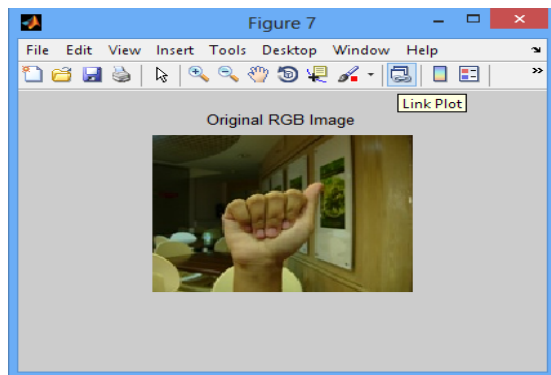 Figure 7
File Edit View Insert Tools Desktop Window Help
Link Plot
Original RGB Image